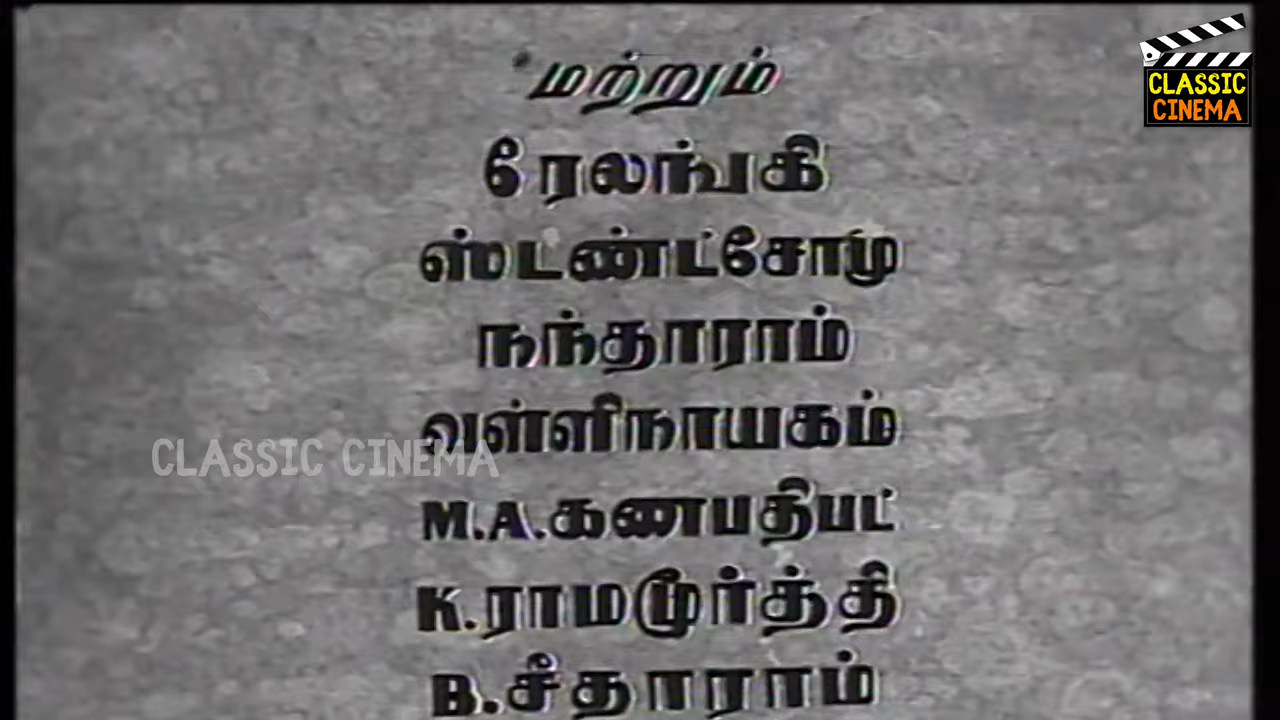 மற்றும்
ரேலங்கி
ஸ்டண்ட்சோமு
நந்தாராம்
வள்ளிநாயகம்
M.A.கணபதிபட்
K.ராமமூர்த்தி
B.சீதாராம்
CLASSIC
CINEMA
CLASSIC CINEMA